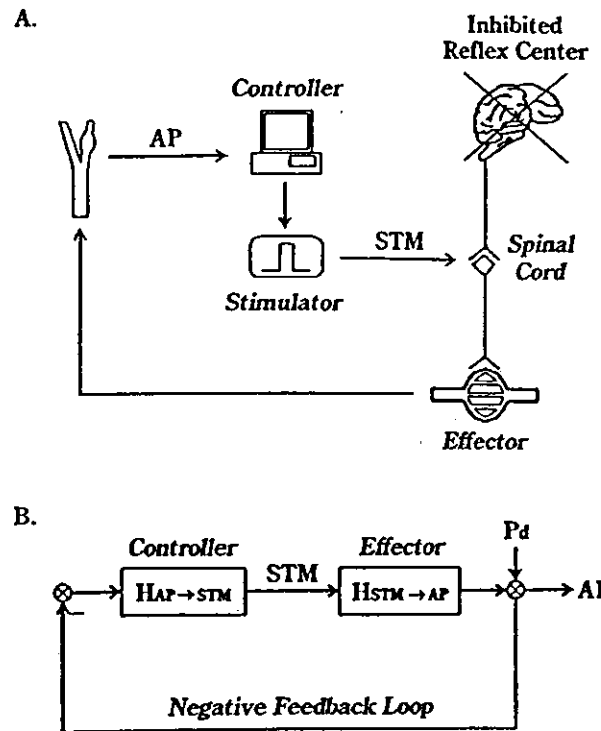 A.
Inhibited
Reflex Center
Controller
AP
STM
Spinal
Cord
Stimulator
Effector
B.
Pd
Controller
Effector
STM
HAP→STM
HSTM→AP
AP
Negative Feedback Loop